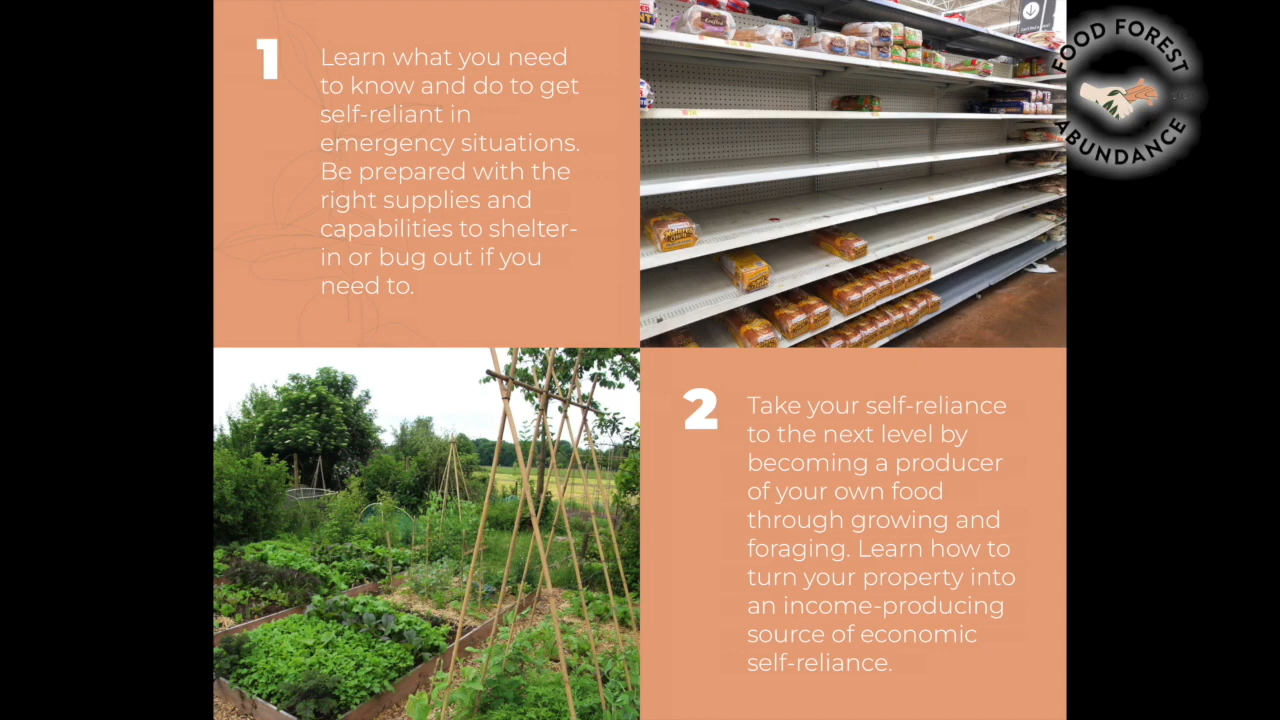 1
Learn what you need
to know and do to get
self-reliant in
emergency situations.
Be prepared with the
right supplies and
capabilities to shelter-
in or bug out if you
need to.
FOOD FOREST
ABUNDANCE
2
Take your self-reliance
to the next level by
becoming a producer
of your own food
through growing and
foraging. Learn how to
turn your property into
an income-producing
source of economic
self-reliance.